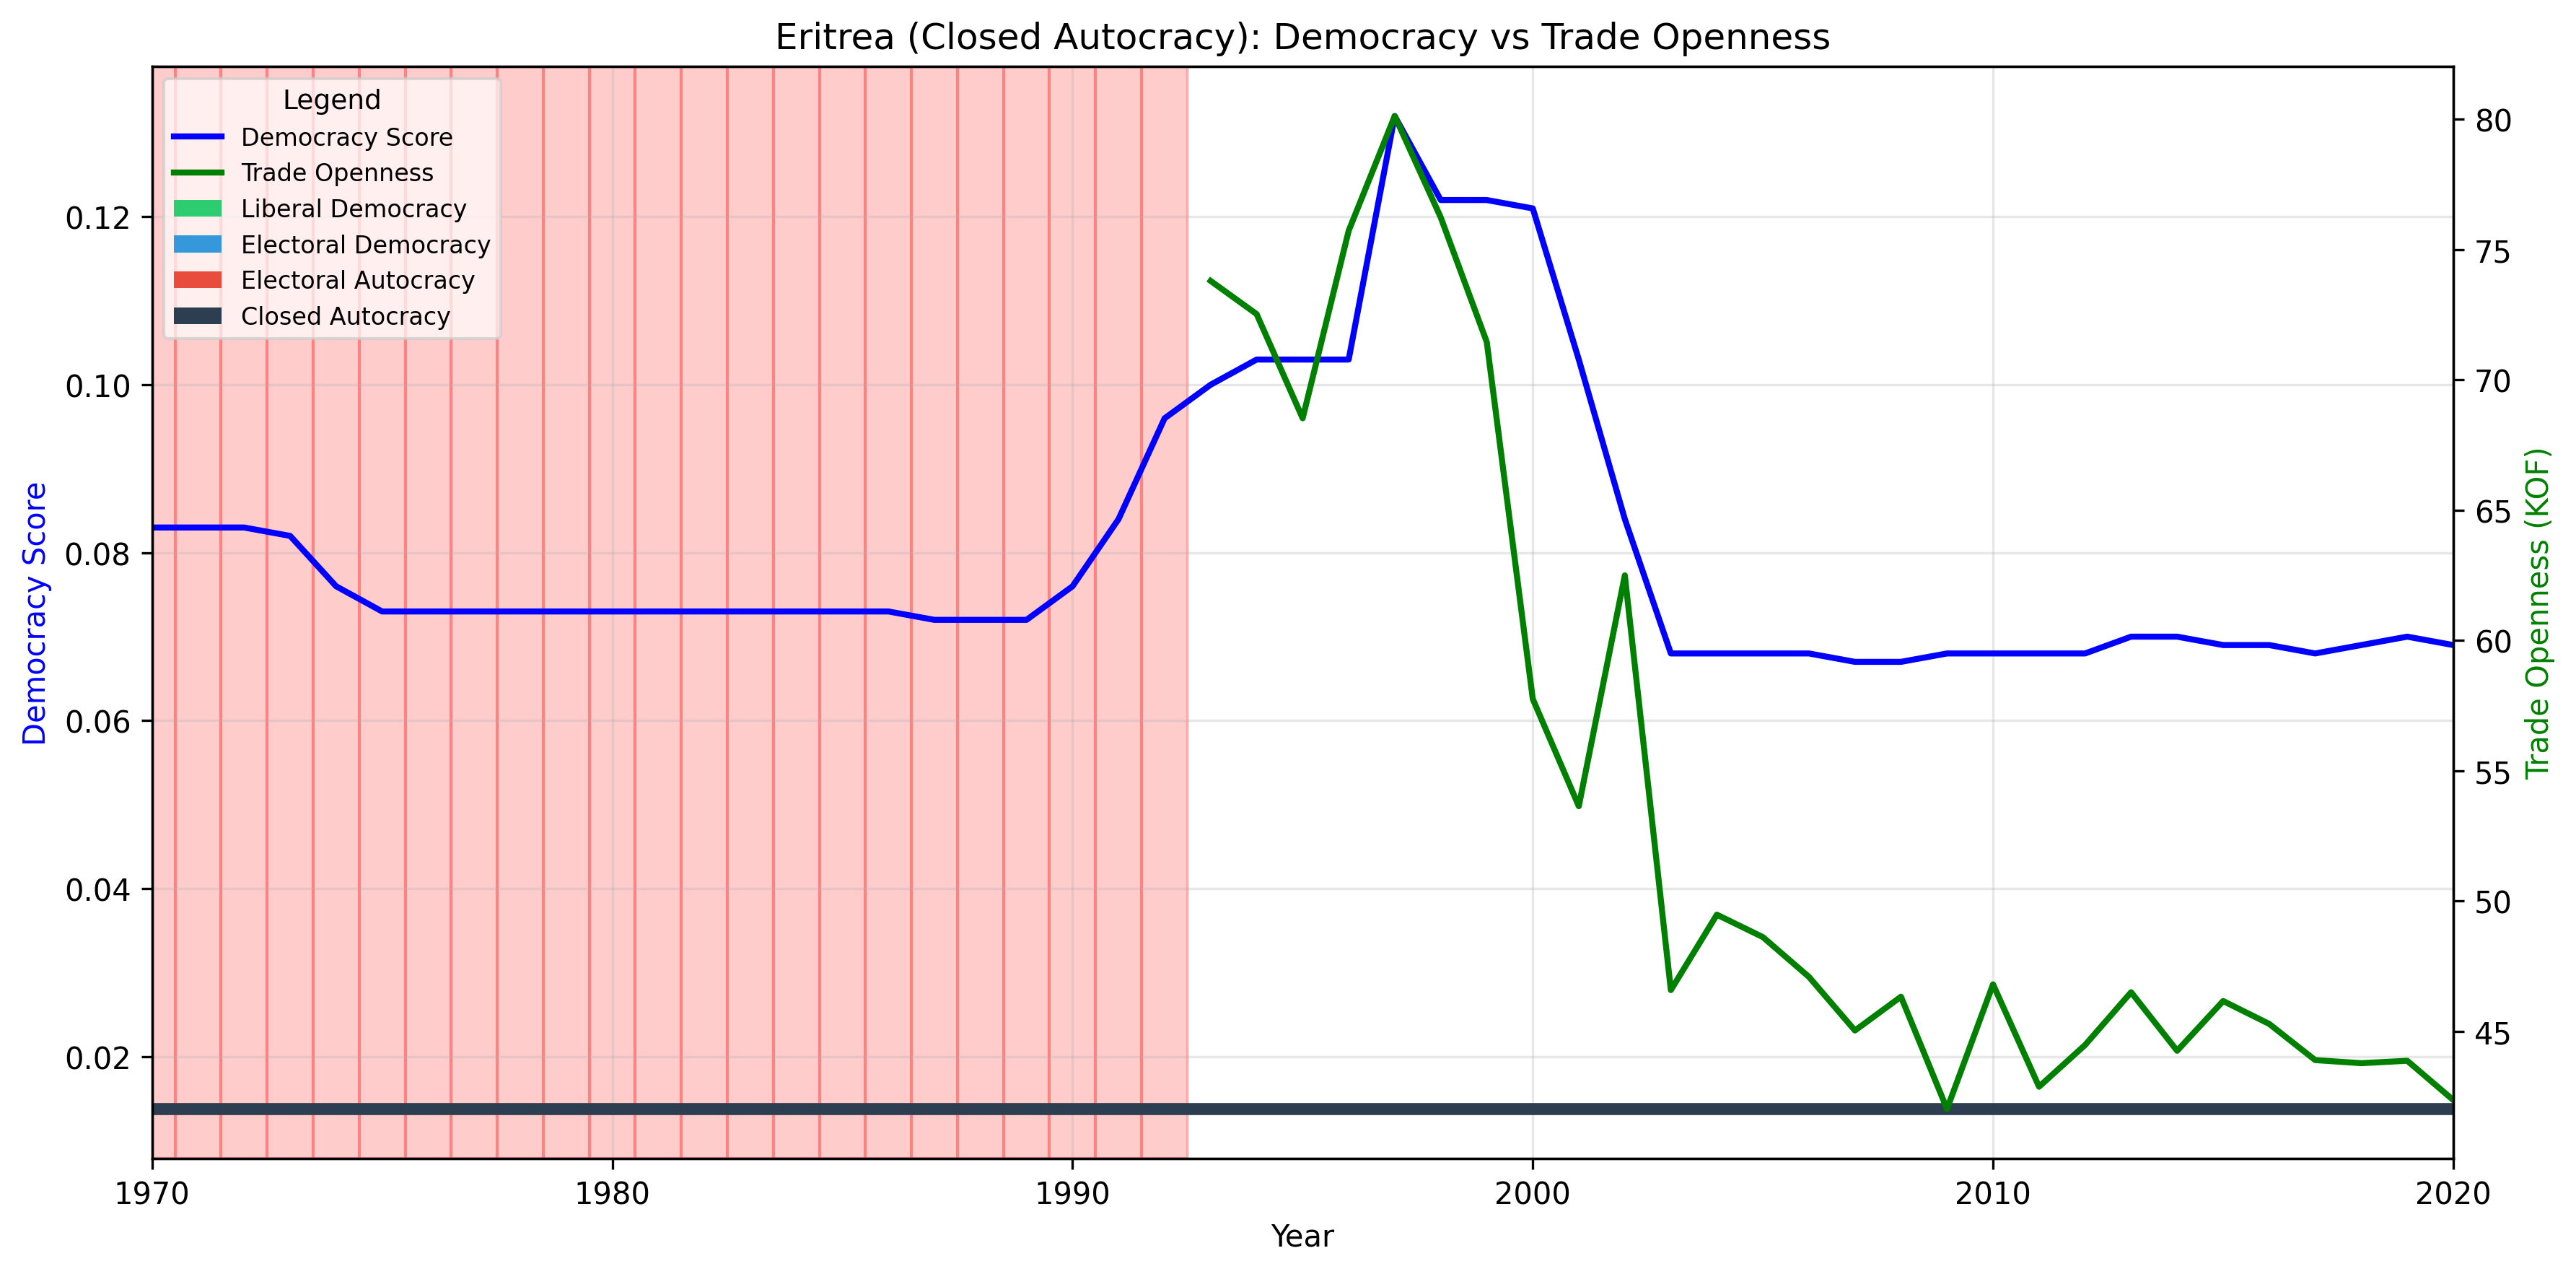 Eritrea (Closed Autocracy): Democracy vs Trade Openness
Legend
Democracy Score
Trade Openness
Liberal Democracy
Electoral Democracy
Electoral Autocracy
Closed Autocracy
Democracy Score
0.12
0.10
0.08
0.06
0.04
0.02
80
75
70
65
60
55
50
45
Trade Openness (KOF)
1970
1980
1990
2000
2010
2020
Year